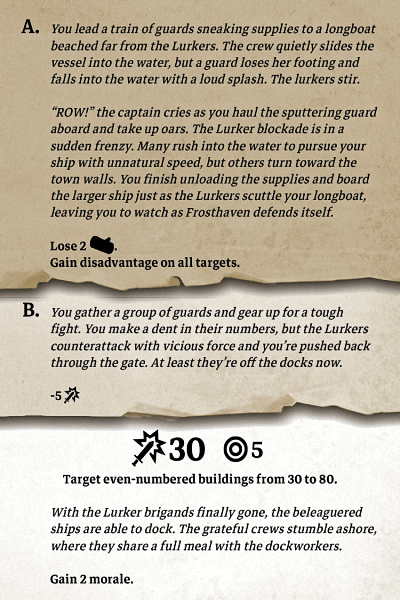 A. You lead a train of guards sneaking supplies to a longboat
beached far from the Lurkers. The crew quietly slides the
vessel into the water, but a guard loses her footing and
falls into the water with a loud splash. The lurkers stir.
“ROW!” the captain cries as you haul the sputtering guard
aboard and take up oars. The Lurker blockade is in a
sudden frenzy. Many rush into the water to pursue your
ship with unnatural speed, but others turn toward the
town walls. You finish unloading the supplies and board
the larger ship just as the Lurkers scuttle your longboat,
leaving you to watch as Frosthaven defends itself.
Lose 2 .
Gain disadvantage on all targets.
B. You gather a group of guards and gear up for a tough
fight. You make a dent in their numbers, but the Lurkers
counterattack with vicious force and you’re pushed back
through the gate. At least they’re off the docks now.
-5
30 5
Target even-numbered buildings from 30 to 80.
With the Lurker brigands finally gone, the beleaguered
ships are able to dock. The grateful crews stumble ashore,
where they share a full meal with the dockworkers.
Gain 2 morale.